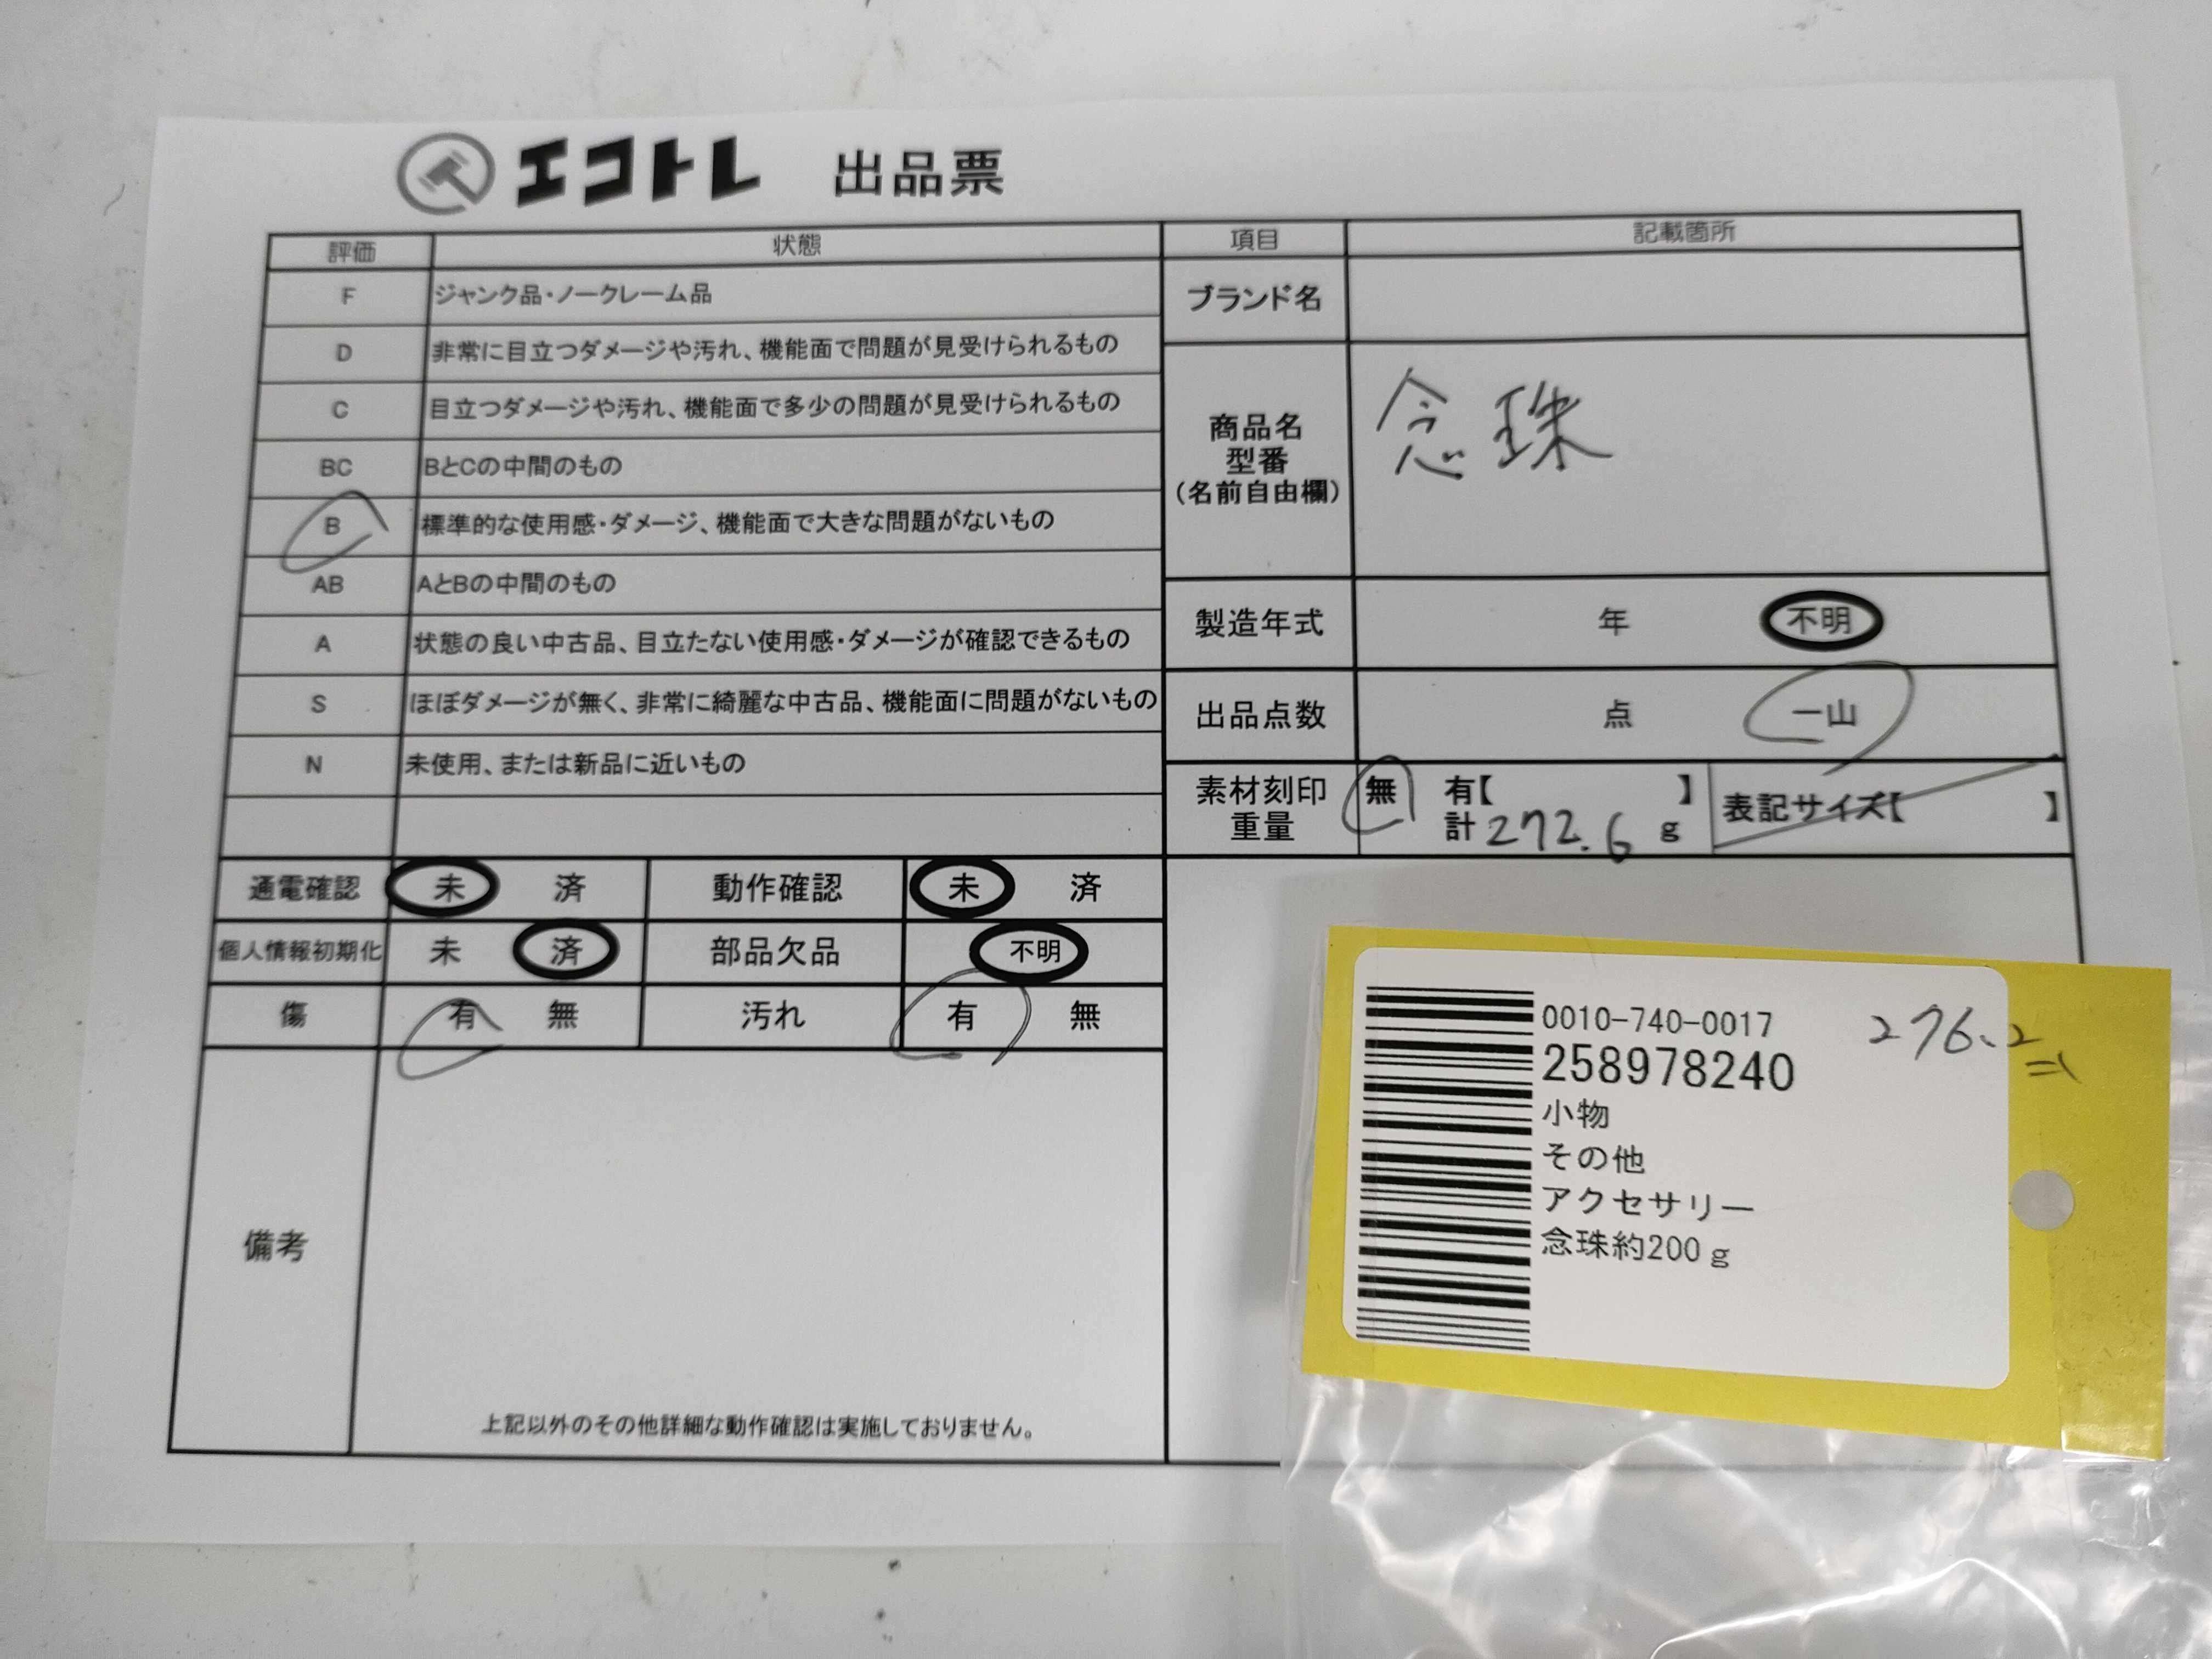 エコトレ 出品票
評価 状態 項目 記載箇所
F ジャンク品・ノークレーム品
D 非常に目立つダメージや汚れ、機能面で問題が見受けられるもの
C 目立つダメージや汚れ、機能面で多少の問題が見受けられるもの
BC BとCの中間のもの
B 標準的な使用感・ダメージ、機能面で大きな問題がないもの
AB AとBの中間のもの
A 状態の良い中古品、目立たない使用感・ダメージが確認できるもの
S ほぼダメージが無く、非常に綺麗な中古品、機能面に問題がないもの
N 未使用、または新品に近いもの
ブランド名
商品名
型番
(名前自由欄)
念珠
製造年式 年 不明
出品点数 点 一山
素材刻印
重量
無 有【 】
計 272.6 g
表記サイズ【 】
通電確認 未 済 動作確認 未 済
個人情報初期化 未 済 部品欠品 不明
傷 有 無 汚れ 有 無
備考
上記以外のその他詳細な動作確認は実施しておりません。
0010-740-0017
258978240
小物
その他
アクセサリー
念珠約200g
276.2